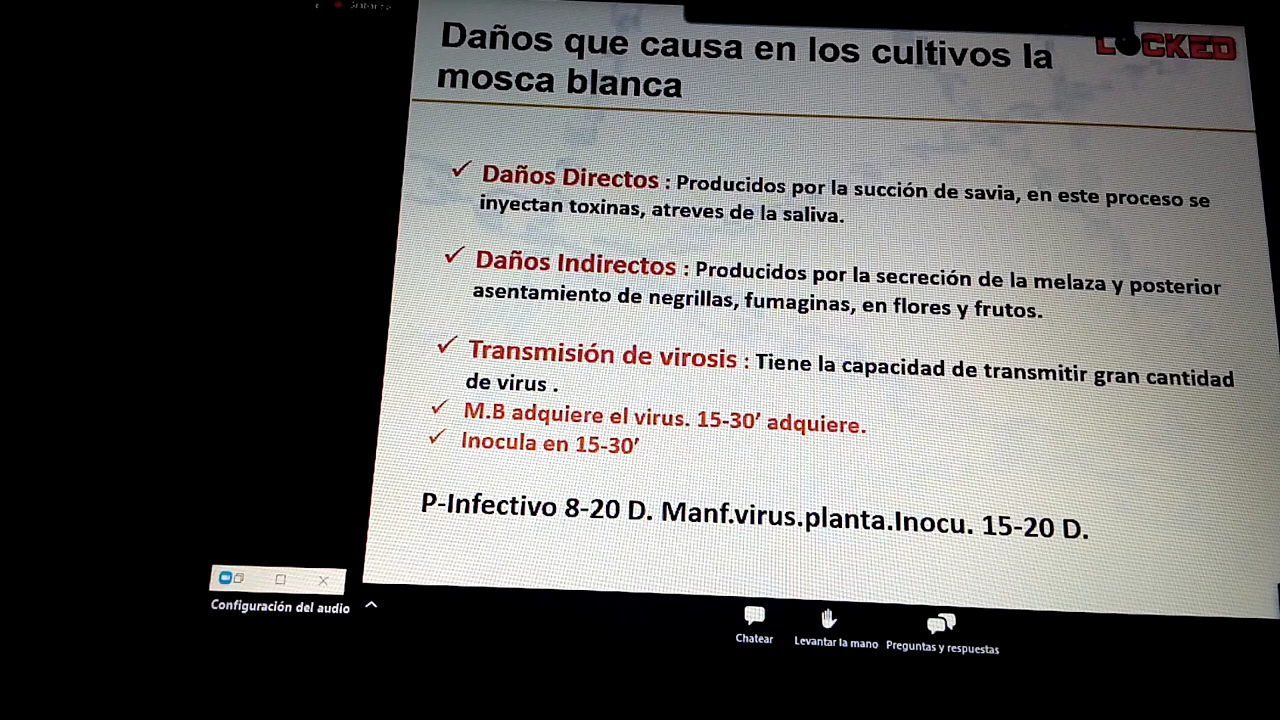 Daños que causa en los cultivos la
mosca blanca
LOCKED
✓ Daños Directos : Producidos por la succión de savia, en este proceso se
inyectan toxinas, atreves de la saliva.
✓ Daños Indirectos : Producidos por la secreción de la melaza y posterior
asentamiento de negrillas, fumaginas, en flores y frutos.
✓ Transmisión de virosis : Tiene la capacidad de transmitir gran cantidad
de virus .
✓ M.B adquiere el virus. 15-30’ adquiere.
✓ Inocula en 15-30’
P-Infectivo 8-20 D. Manf.virus.planta.Inocu. 15-20 D.
Configuración del audio
Chatear
Levantar la mano
Preguntas y respuestas